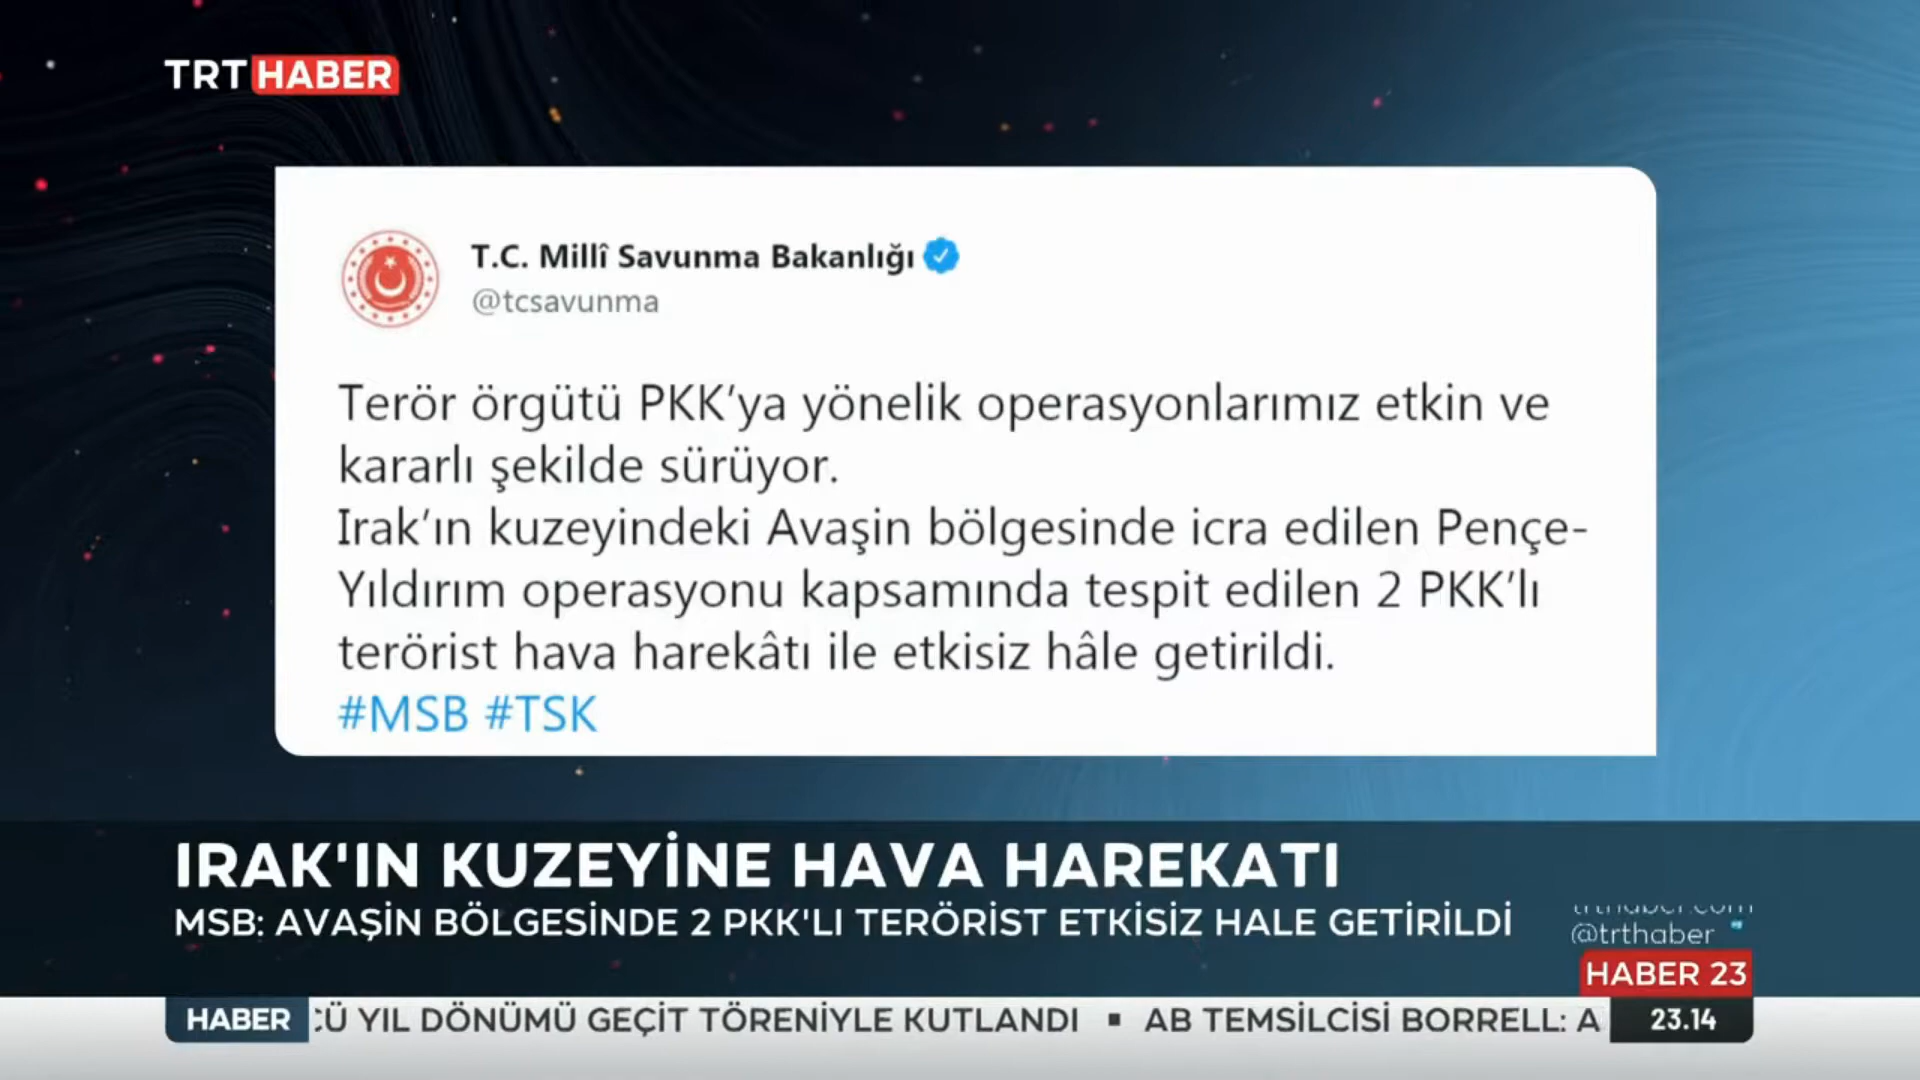 TRT HABER
T.C. Millî Savunma Bakanlığı
@tcsavunma
Terör örgütü PKK’ya yönelik operasyonlarımız etkin ve
kararlı şekilde sürüyor.
Irak’ın kuzeyindeki Avaşin bölgesinde icra edilen Pençe-
Yıldırım operasyonu kapsamında tespit edilen 2 PKK’lı
terörist hava harekâtı ile etkisiz hâle getirildi.
#MSB #TSK
IRAK'IN KUZEYİNE HAVA HAREKATI
MSB: AVAŞİN BÖLGESİNDE 2 PKK'LI TERÖRİST ETKİSİZ HALE GETİRİLDİ
@trthaber
HABER 23
HABER CÜ YIL DÖNÜMÜ GEÇİT TÖRENİYLE KUTLANDI ▪ AB TEMSİLCİSİ BORRELL: A 23.14